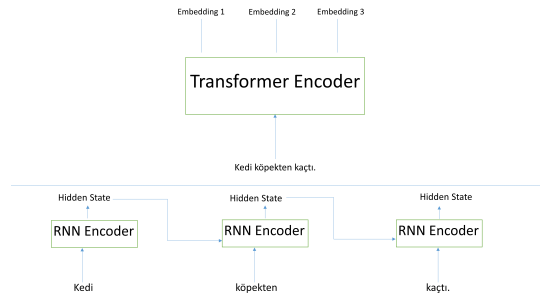 Embedding 1 Embedding 2 Embedding 3
Transformer Encoder
Kedi köpekten kaçtı.
Hidden State Hidden State Hidden State
RNN Encoder RNN Encoder RNN Encoder
Kedi köpekten kaçtı.